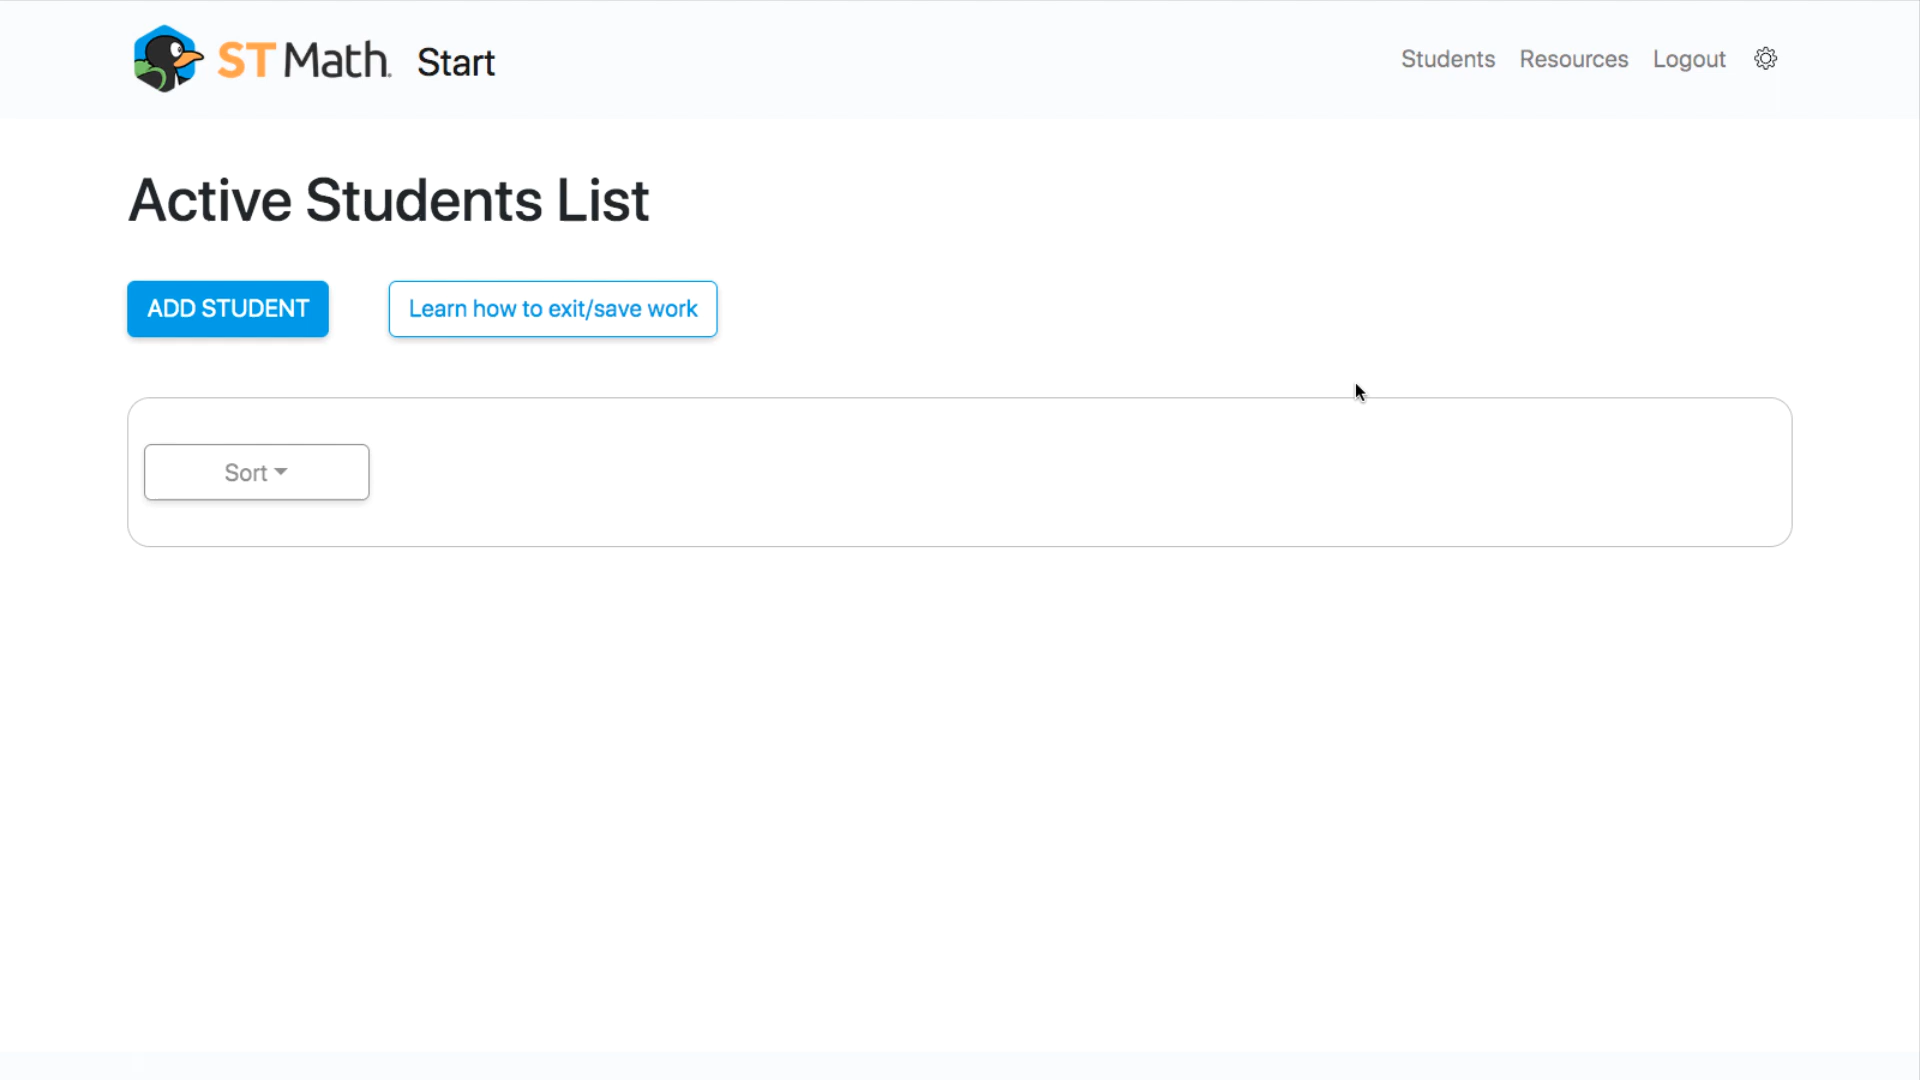 ST Math. Start
Students Resources Logout
Active Students List
ADD STUDENT
Learn how to exit/save work
Sort